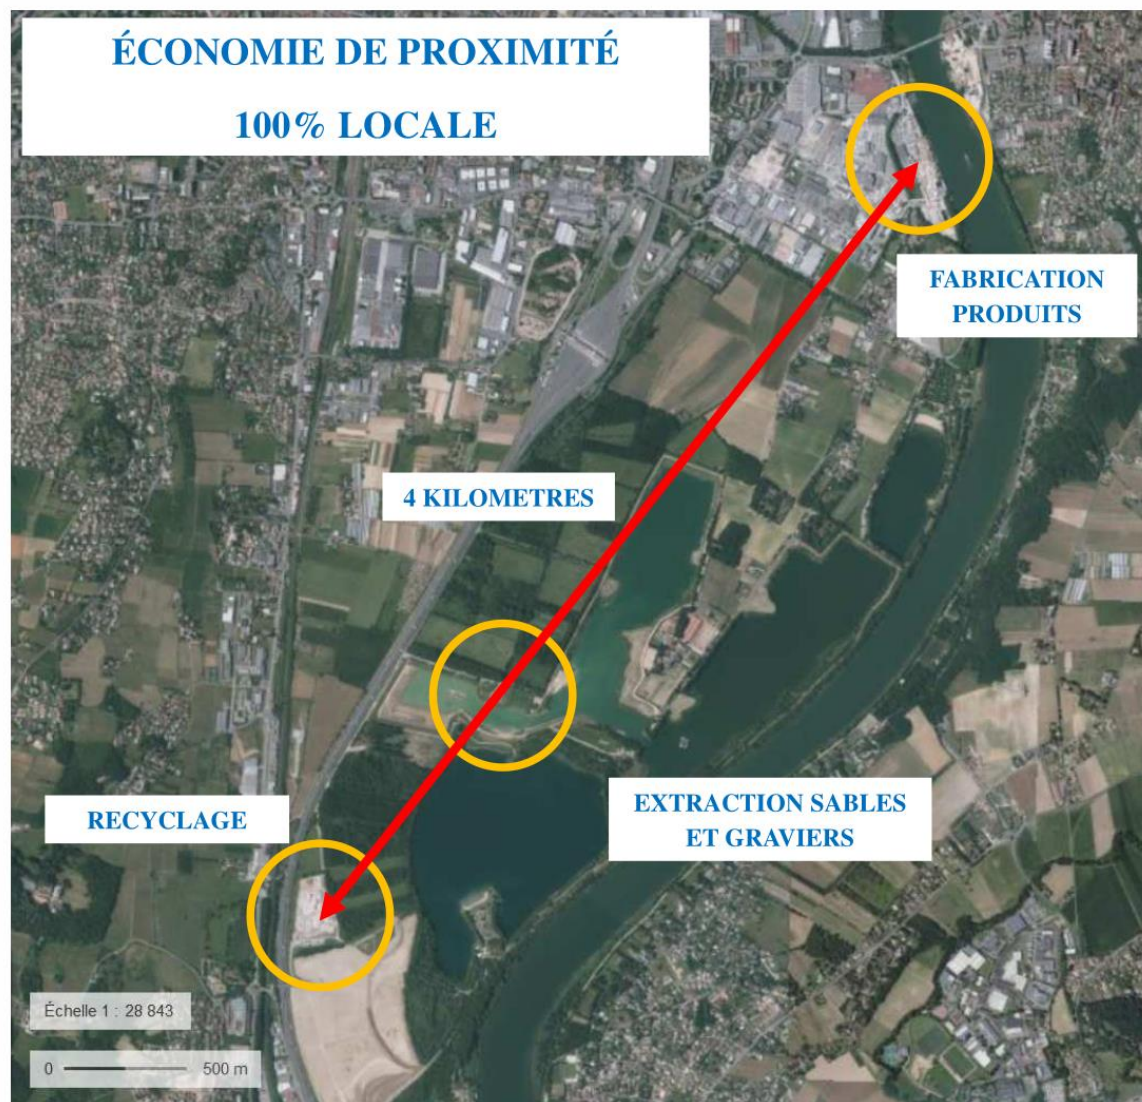 ÉCONOMIE DE PROXIMITÉ
100% LOCALE
FABRICATION
PRODUITS
4 KILOMETRES
RECYCLAGE
EXTRACTION SABLES
ET GRAVIERS
Échelle 1 : 28 843
0 500 m